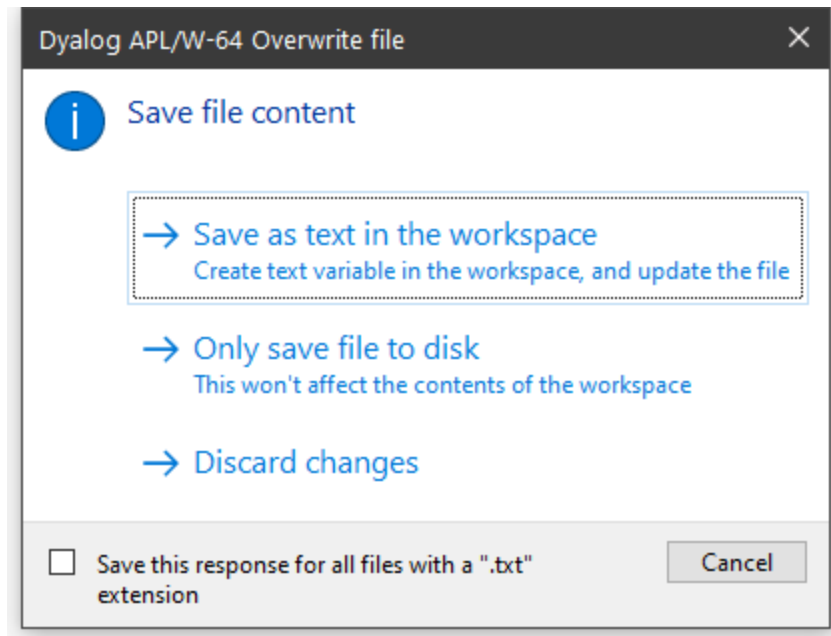 Dyalog APL/W-64 Overwrite file
Save file content
Save as text in the workspace
Create text variable in the workspace, and update the file
Only save file to disk
This won't affect the contents of the workspace
Discard changes
Save this response for all files with a ".txt"
extension
Cancel